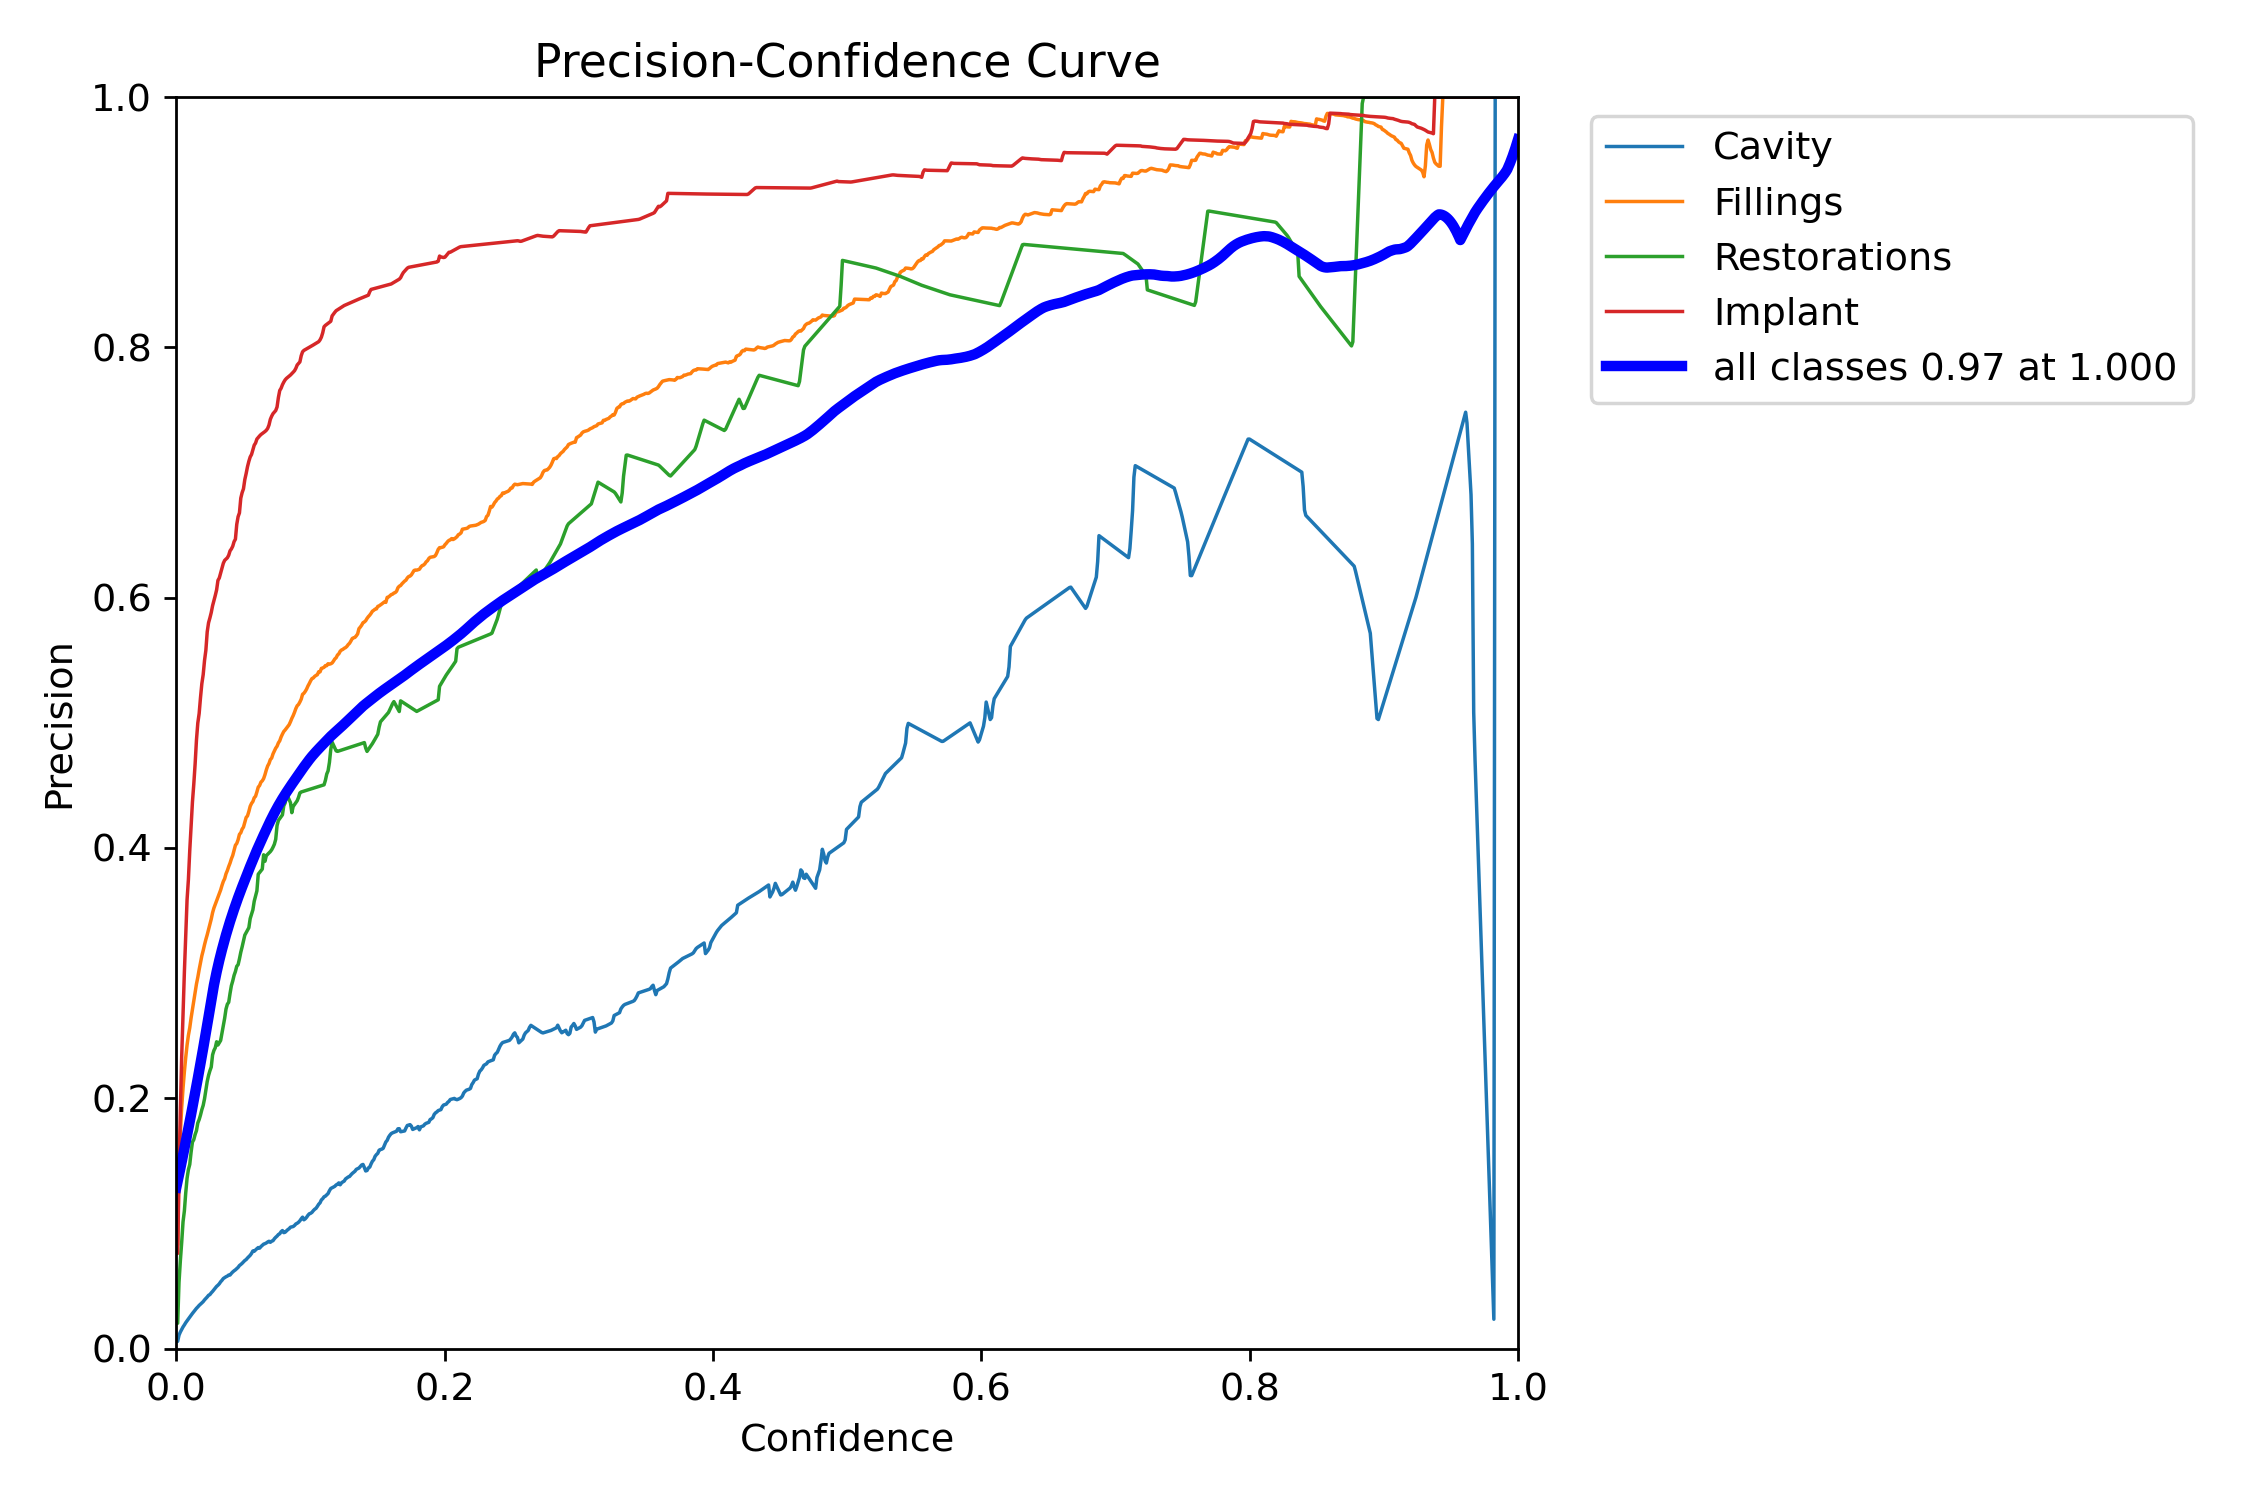 Precision-Confidence Curve
1.0
0.8
0.6
0.4
0.2
0.0
Precision
0.0 0.2 0.4 0.6 0.8 1.0
Confidence
Cavity
Fillings
Restorations
Implant
all classes 0.97 at 1.000